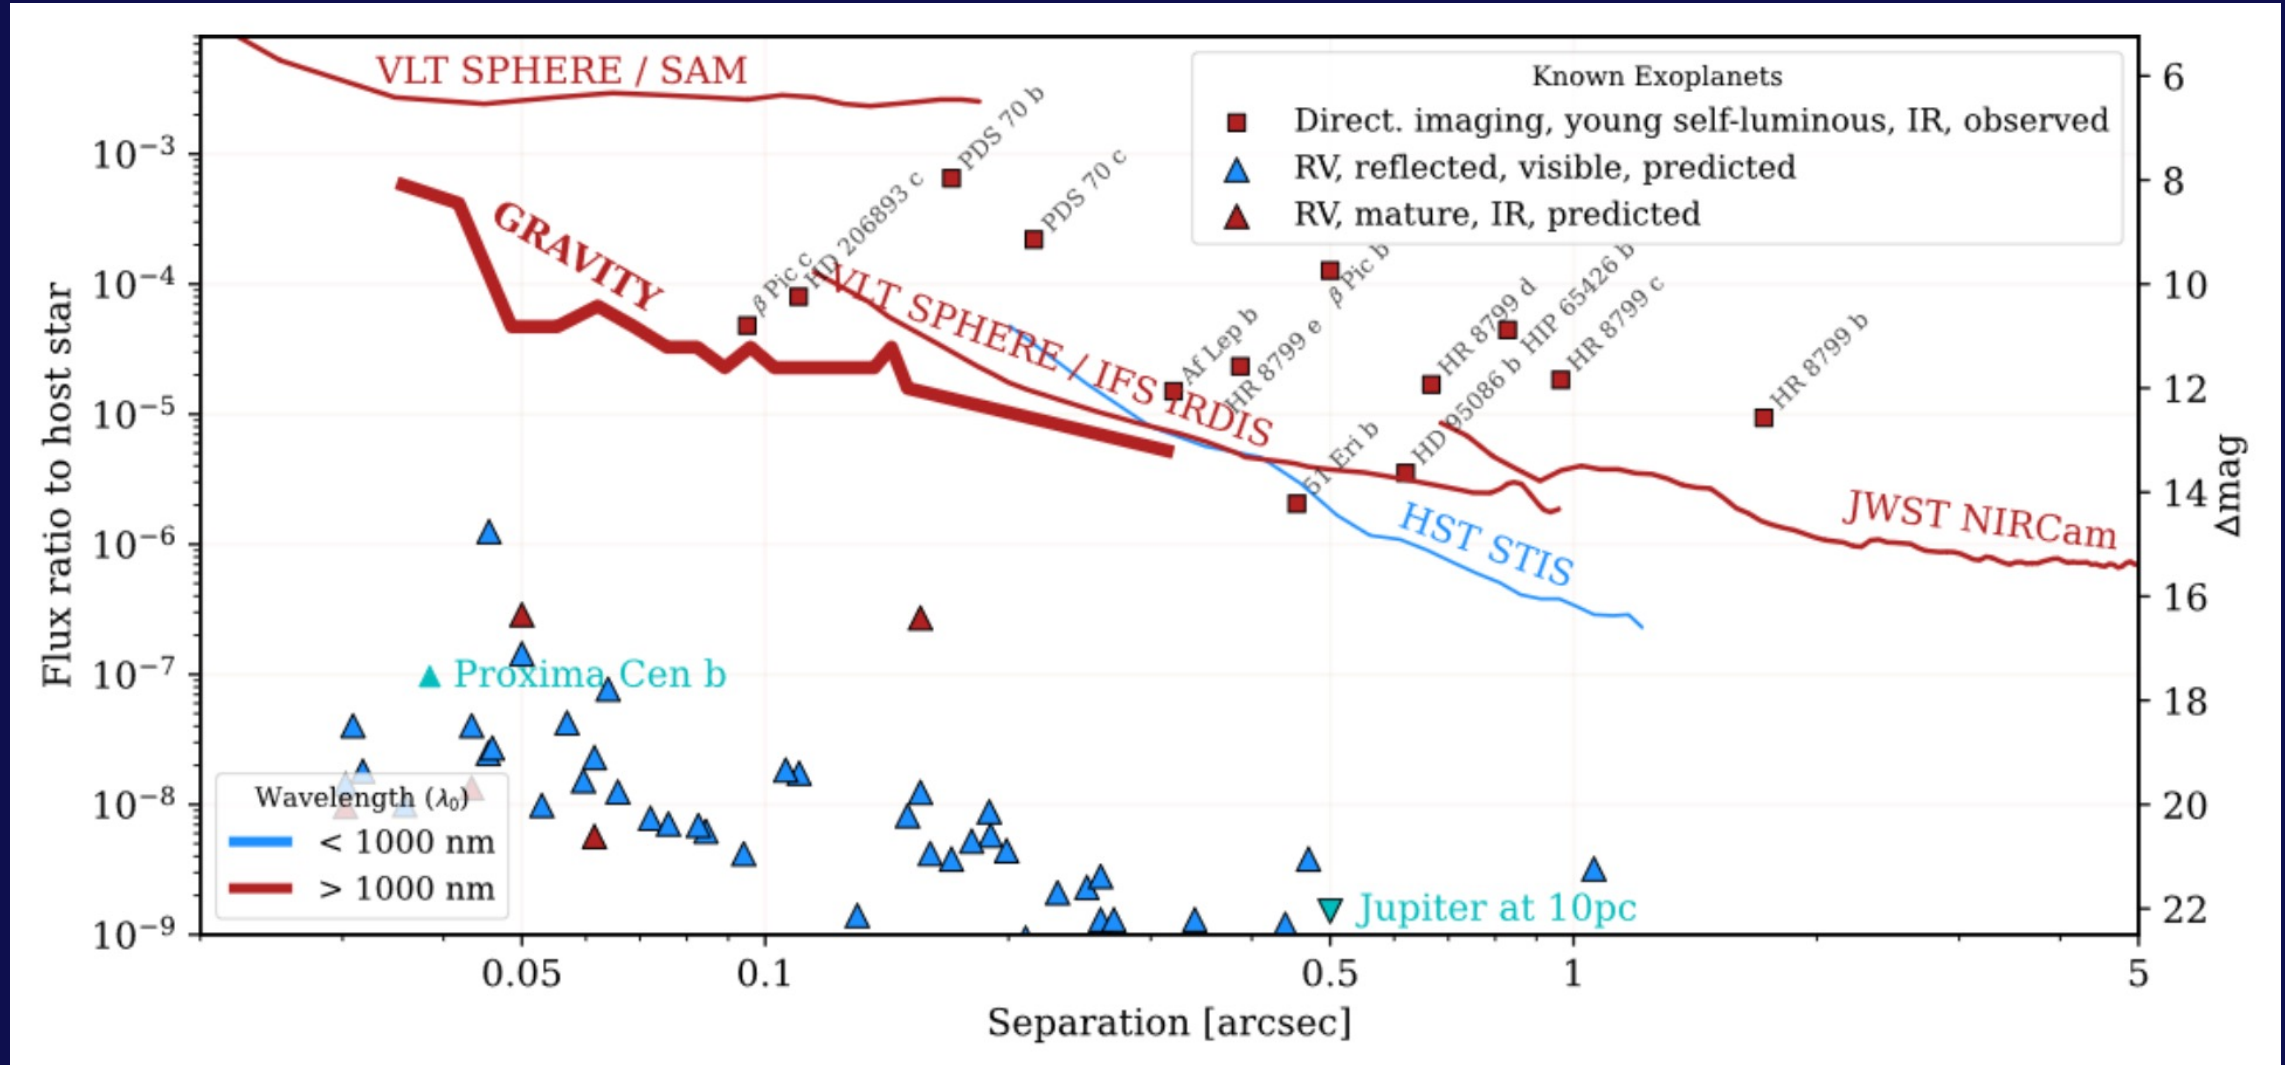 VLT SPHERE / SAM
GRAVITY
VLT SPHERE / IFS IRDIS
HST STIS
JWST NIRCam
Known Exoplanets
Direct. imaging, young self-luminous, IR, observed
RV, reflected, visible, predicted
RV, mature, IR, predicted
PDS 70 b
PDS 70 c
HD 206893 c
β Pic c
β Pic b
Af Lep b
HR 8799 e
HR 8799 d
HIP 65426 b
HR 8799 c
HD 95086 b
51 Eri b
HR 8799 b
Proxima Cen b
Jupiter at 10pc
Wavelength (λ₀)
< 1000 nm
> 1000 nm
Flux ratio to host star
10⁻³
10⁻⁴
10⁻⁵
10⁻⁶
10⁻⁷
10⁻⁸
10⁻⁹
6
8
10
12
14
16
18
20
22
Δmag
0.05 0.1 0.5 1 5
Separation [arcsec]